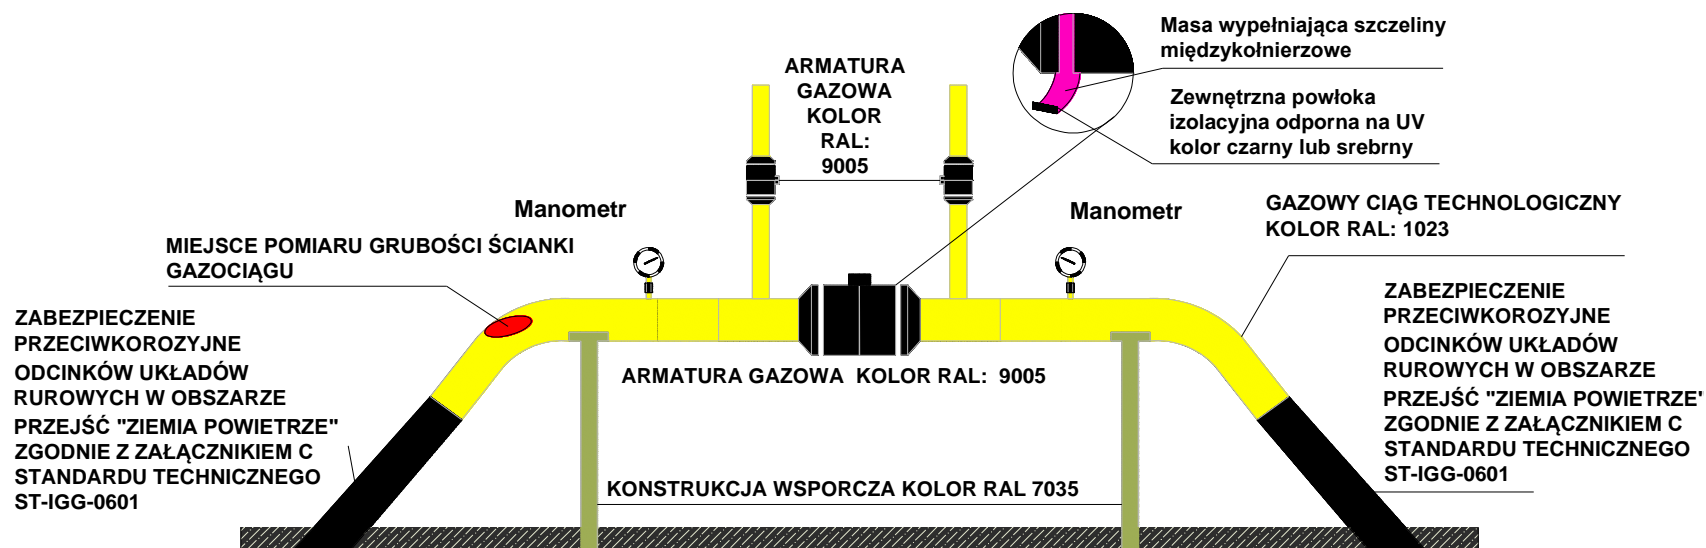 Masa wypełniająca szczeliny
międzykołnierzowe
Zewnętrzna powłoka
izolacyjna odporna na UV
kolor czarny lub srebrny
ARMATURA
GAZOWA
KOLOR
RAL:
9005
Manometr
Manometr
GAZOWY CIĄG TECHNOLOGICZNY
KOLOR RAL: 1023
MIEJSCE POMIARU GRUBOŚCI ŚCIANKI
GAZOCIĄGU
ZABEZPIECZENIE
PRZECIWKOROZYJNE
ODCINKÓW UKŁADÓW
RUROWYCH W OBSZARZE
PRZEJŚĆ "ZIEMIA POWIETRZE"
ZGODNIE Z ZAŁĄCZNIKIEM C
STANDARDU TECHNICZNEGO
ST-IGG-0601
ARMATURA GAZOWA KOLOR RAL: 9005
KONSTRUKCJA WSPORCZA KOLOR RAL 7035
ZABEZPIECZENIE
PRZECIWKOROZYJNE
ODCINKÓW UKŁADÓW
RUROWYCH W OBSZARZE
PRZEJŚĆ "ZIEMIA POWIETRZE"
ZGODNIE Z ZAŁĄCZNIKIEM C
STANDARDU TECHNICZNEGO
ST-IGG-0601